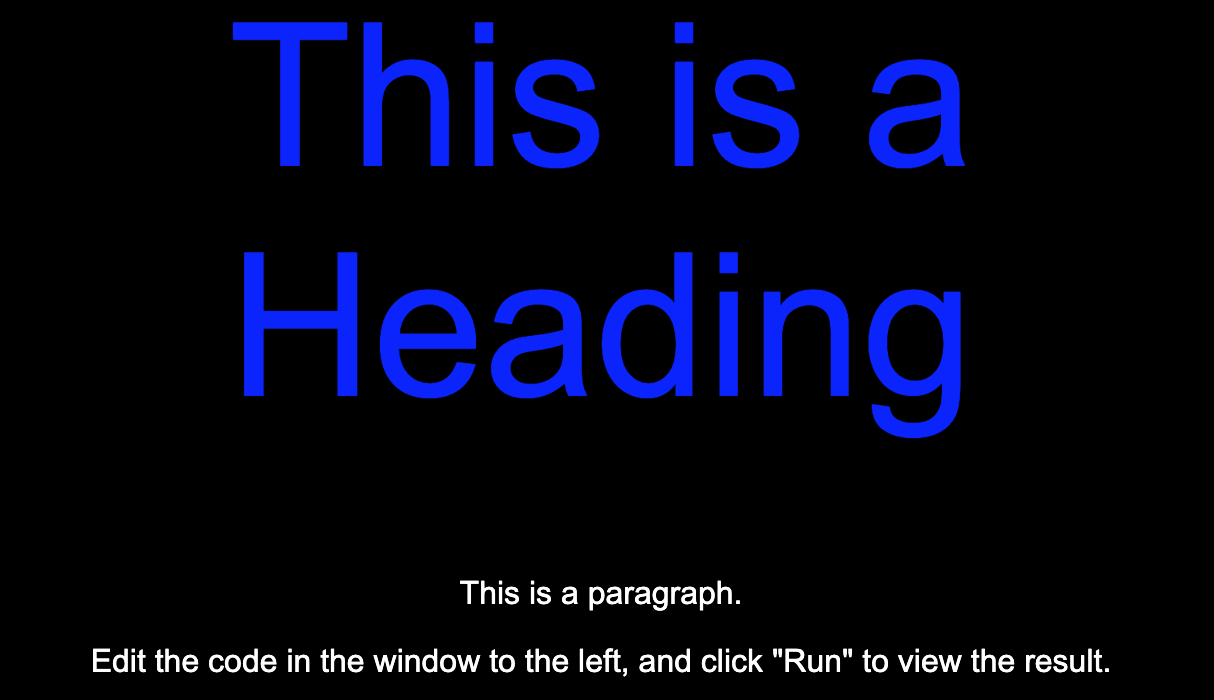 This is a
Heading
This is a paragraph.
Edit the code in the window to the left, and click "Run" to view the result.